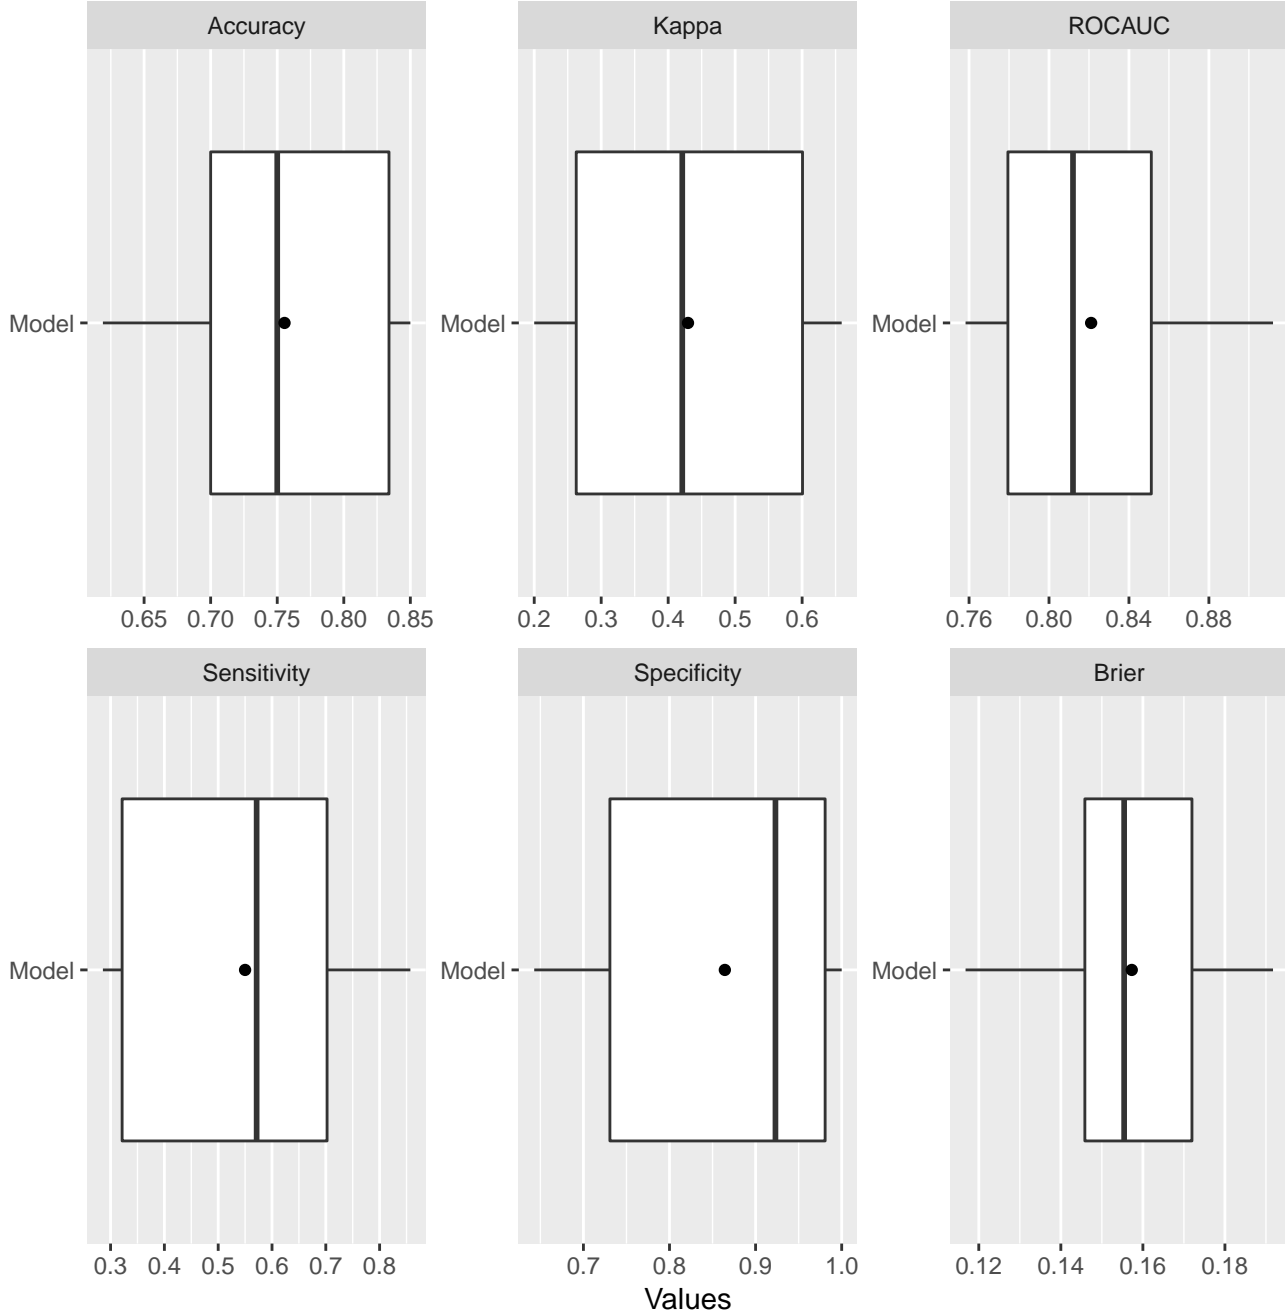 Accuracy Kappa ROCAUC
Model Model Model
0.65 0.70 0.75 0.80 0.85 0.2 0.3 0.4 0.5 0.6 0.76 0.80 0.84 0.88
Sensitivity Specificity Brier
Model Model Model
0.3 0.4 0.5 0.6 0.7 0.8 0.7 0.8 0.9 1.0 0.12 0.14 0.16 0.18
Values